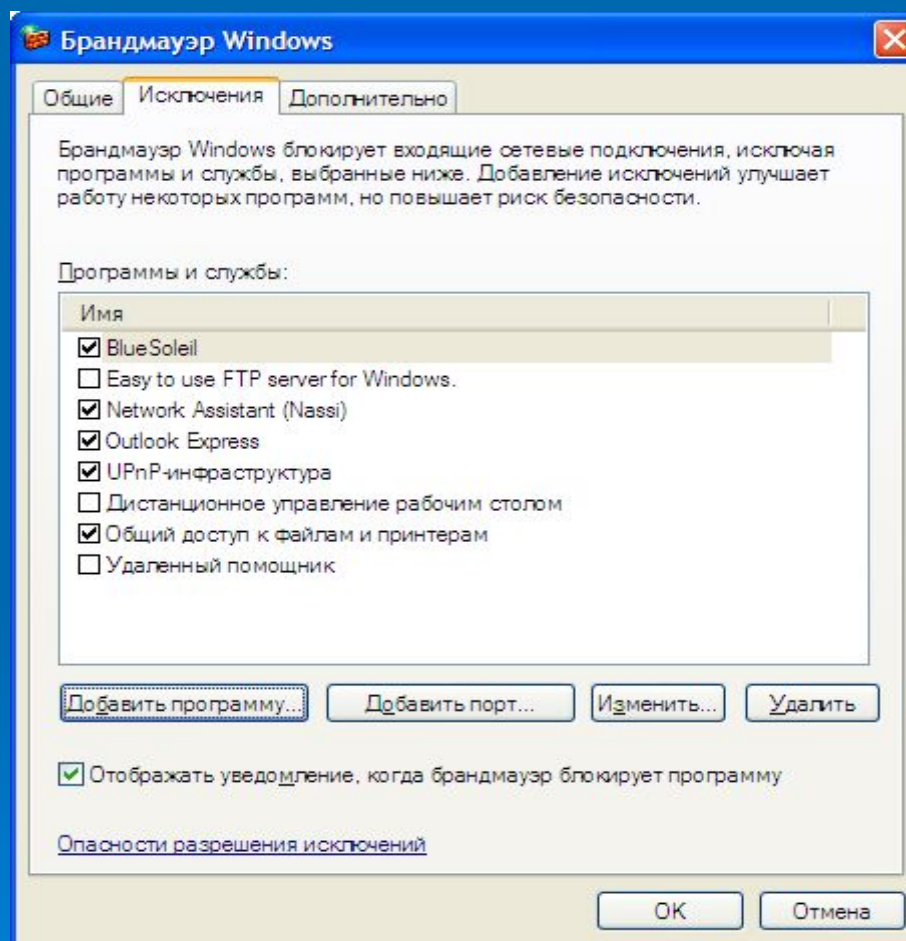 Брандмауэр Windows
Общие
Исключения
Дополнительно
Брандмауэр Windows блокирует входящие сетевые подключения, исключая
программы и службы, выбранные ниже. Добавление исключений улучшает
работу некоторых программ, но повышает риск безопасности.
Программы и службы:
Имя
BlueSoleil
Easy to use FTP server for Windows.
Network Assistant (Nassi)
Outlook Express
UPnP-инфраструктура
Дистанционное управление рабочим столом
Общий доступ к файлам и принтерам
Удаленный помощник
Добавить программу...
Добавить порт...
Изменить...
Удалить
Отображать уведомление, когда брандмауэр блокирует программу
Опасности разрешения исключений
OK
Отмена